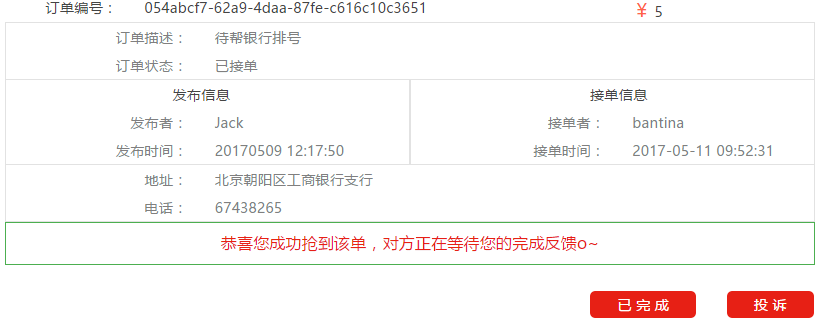 订单编号： 054abcf7-62a9-4daa-87fe-c616c10c3651 ￥ 5
订单描述： 待帮银行排号
订单状态： 已接单
发布信息 接单信息
发布者： Jack 接单者： bantina
发布时间： 20170509 12:17:50 接单时间： 2017-05-11 09:52:31
地址： 北京朝阳区工商银行支行
电话： 67438265
恭喜您成功抢到该单，对方正在等待您的完成反馈o~
已完成 投诉